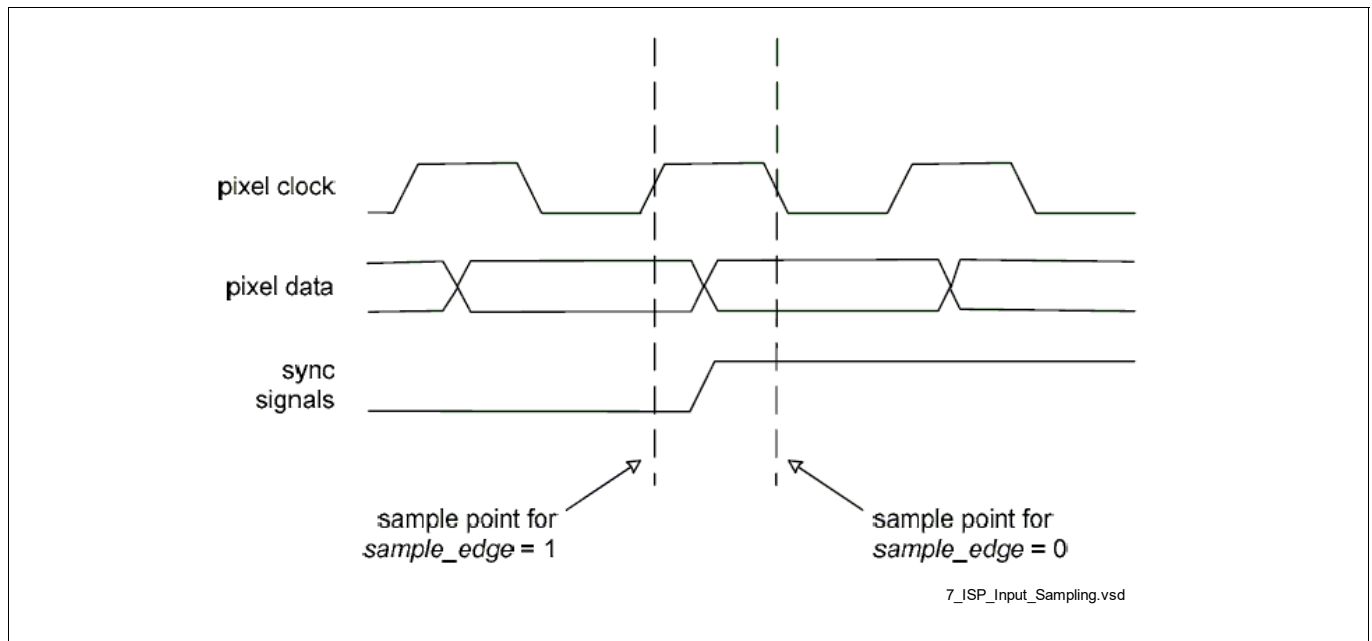 pixel clock
pixel data
sync
signals
sample point for
sample_edge = 1
sample point for
sample_edge = 0
7_ISP_Input_Sampling.vsd